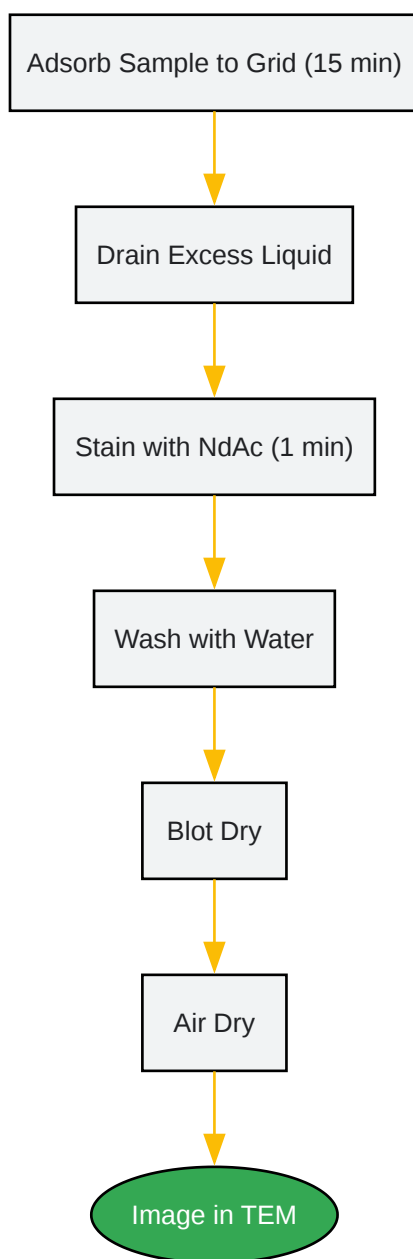 Adsorb Sample to Grid (15 min)
Drain Excess Liquid
Stain with NdAc (1 min)
Wash with Water
Blot Dry
Air Dry
Image in TEM